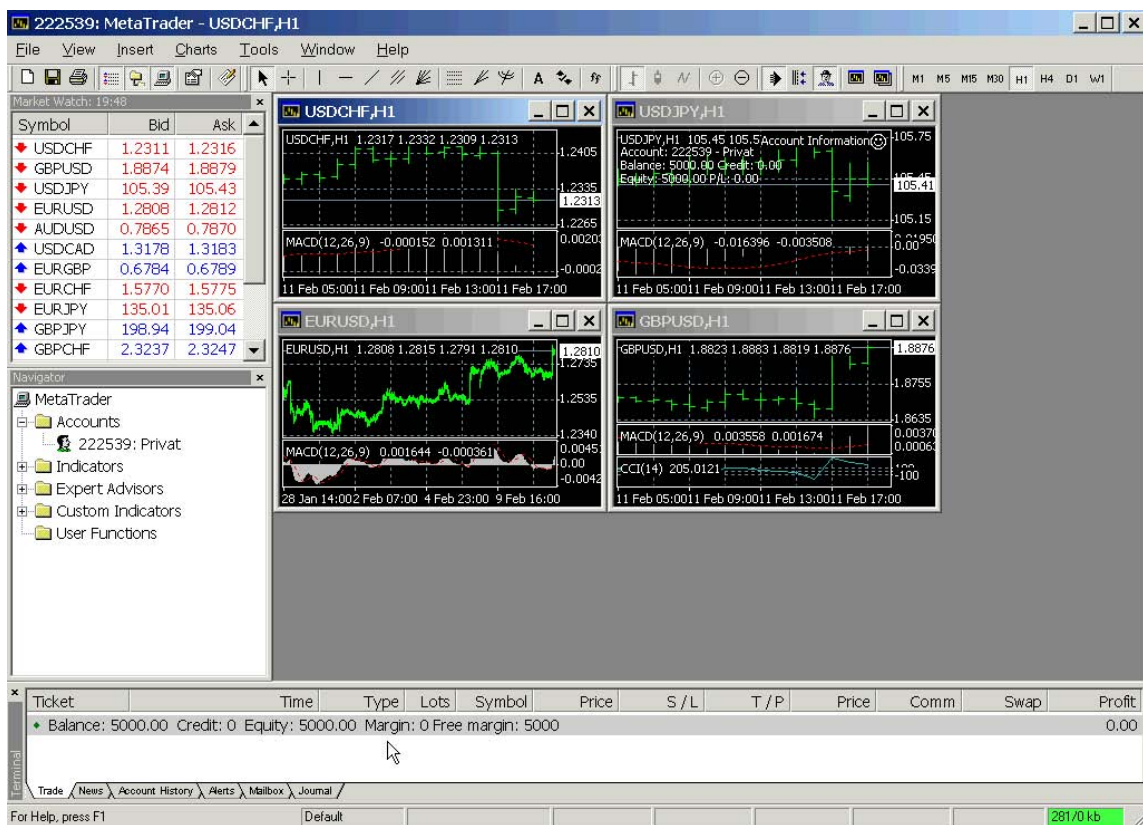 222539: MetaTrader - USDCHF,H1
File View Insert Charts Tools Window Help
A M1 M5 M15 M30 H1 H4 D1 W1
Market Watch: 19:48
Symbol Bid Ask
USDCHF 1.2311 1.2316
GBPUSD 1.8874 1.8879
USDJPY 105.39 105.43
EURUSD 1.2808 1.2812
AUDUSD 0.7865 0.7870
USDCAD 1.3178 1.3183
EURGBP 0.6784 0.6789
EURCHF 1.5770 1.5775
EURJPY 135.01 135.06
GBPJPY 198.94 199.04
GBPCHF 2.3237 2.3247
Navigator
MetaTrader
Accounts
222539: Privat
Indicators
Expert Advisors
Custom Indicators
User Functions
USDCHF,H1
USDCHF,H1 1.2317 1.2332 1.2309 1.2313
1.2405
1.2335
1.2313
1.2265
MACD(12,26,9) -0.000152 0.001311
0.0020
-0.0002
11 Feb 05:00 11 Feb 09:00 11 Feb 13:00 11 Feb 17:00
USDJPY,H1
USDJPY,H1 105.45 105.5 Account Information
Account: 222539 - Privat
Balance: 5000.00 Credit: 0.00
Equity: 5000.00 P/L: 0.00
105.75
105.45
105.41
105.15
MACD(12,26,9) -0.016396 -0.003508
0.00
-0.0339
11 Feb 05:00 11 Feb 09:00 11 Feb 13:00 11 Feb 17:00
EURUSD,H1
EURUSD,H1 1.2808 1.2815 1.2791 1.2810
1.2810
1.2735
1.2535
1.2340
MACD(12,26,9) 0.001644 -0.000361
0.0045
0.00
-0.0042
28 Jan 14:00 2 Feb 07:00 4 Feb 23:00 9 Feb 16:00
GBPUSD,H1
GBPUSD,H1 1.8823 1.8883 1.8819 1.8876
1.8876
1.8755
1.8635
MACD(12,26,9) 0.003558 0.001674
0.00370
0.0006
CCI(14) 205.0121
-100
11 Feb 05:00 11 Feb 09:00 11 Feb 13:00 11 Feb 17:00
Ticket Time Type Lots Symbol Price S / L T / P Price Comm Swap Profit
Balance: 5000.00 Credit: 0 Equity: 5000.00 Margin: 0 Free margin: 5000 0.00
Terminal
Trade News Account History Alerts Mailbox Journal
For Help, press F1 Default 281/0 kb